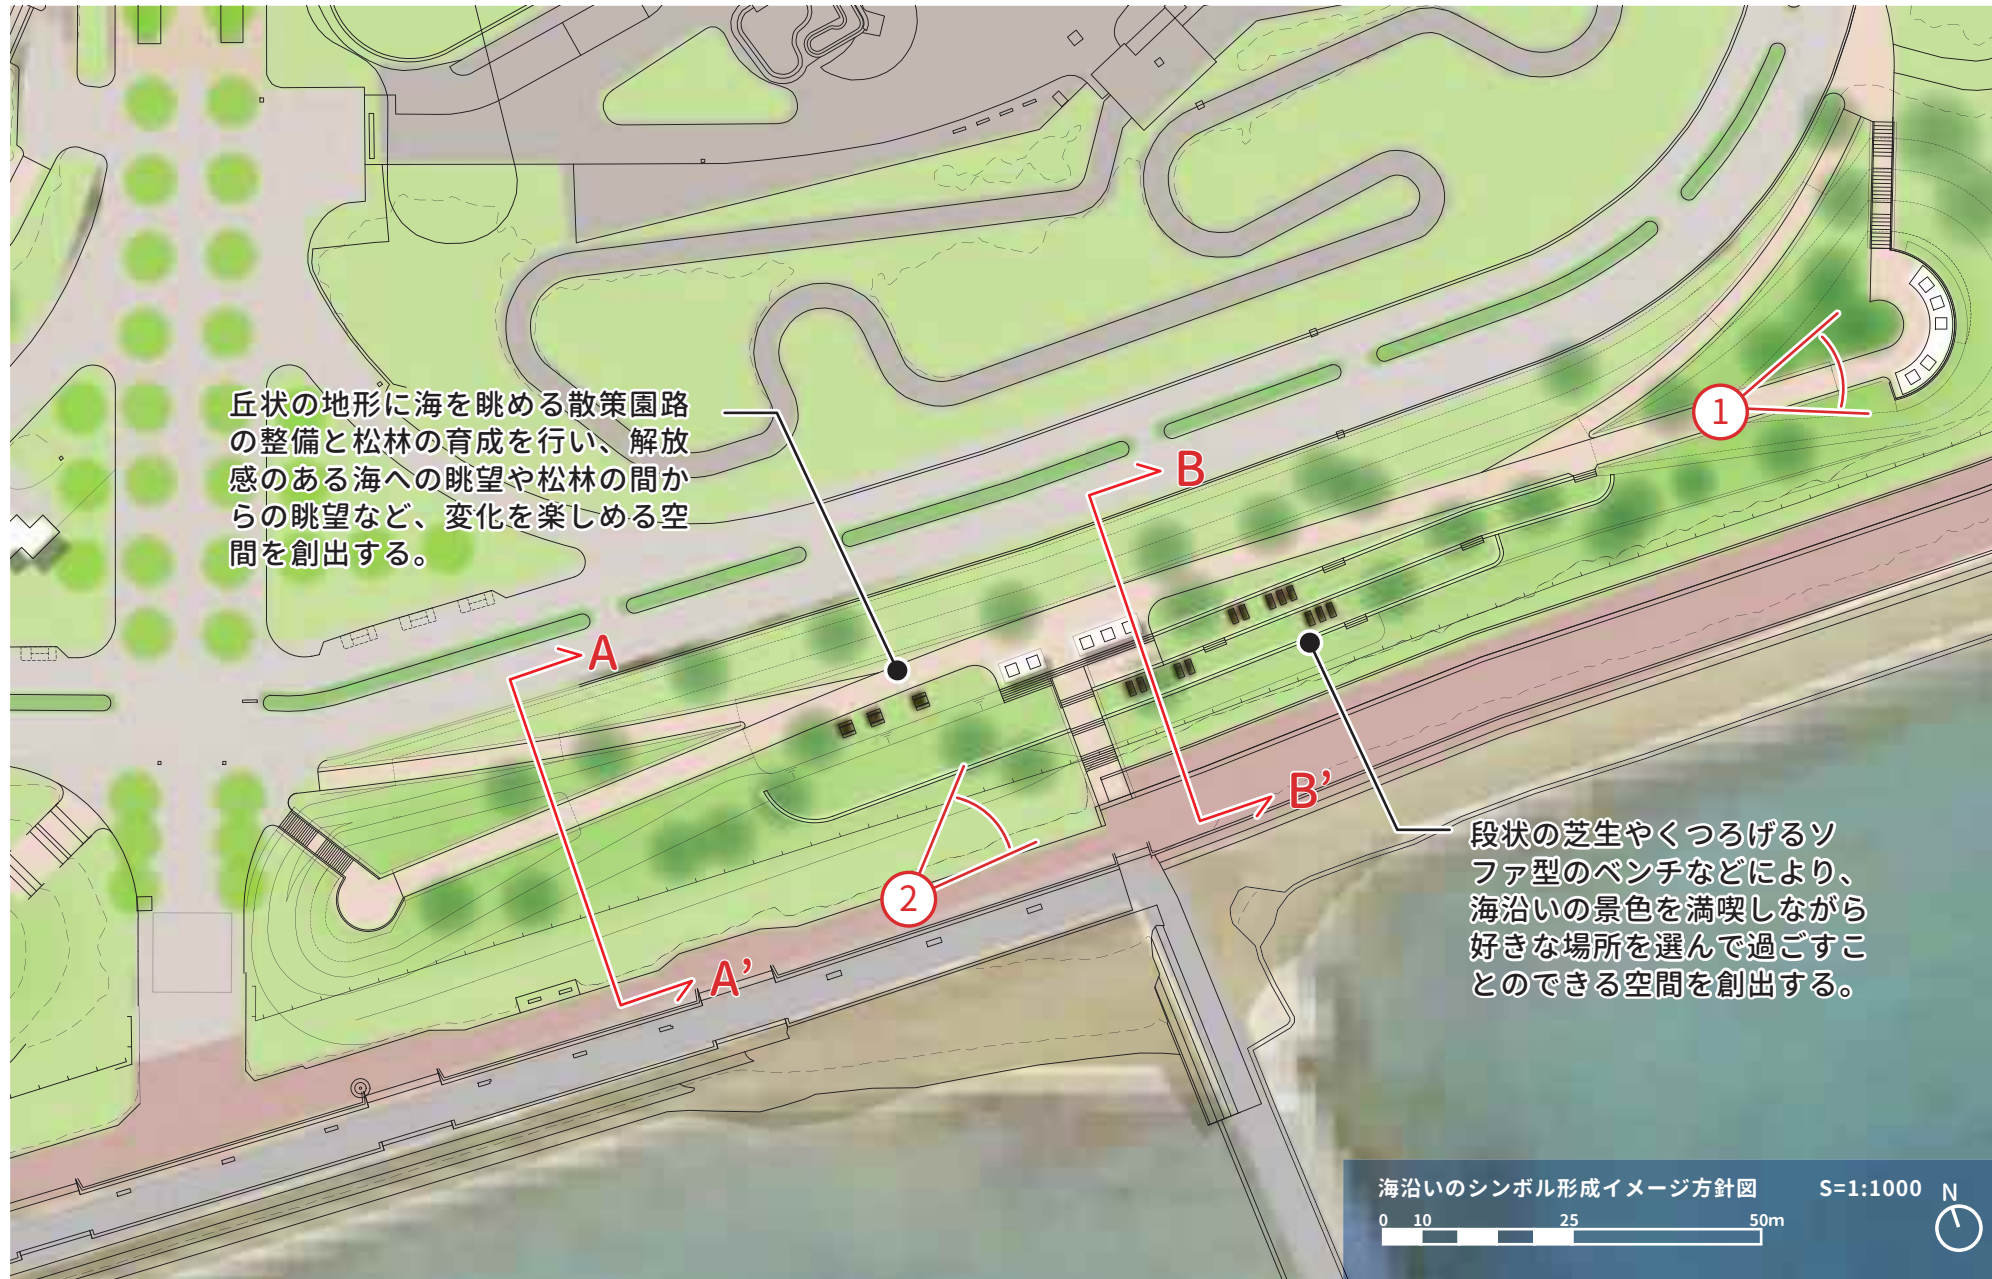 丘状の地形に海を眺める散策園路
の整備と松林の育成を行い、解放
感のある海への眺望や松林の間か
らの眺望など、変化を楽しめる空
間を創出する。
1
B
A
2
B’
A’
段状の芝生やくつろげるソ
ファ型のベンチなどにより、
海沿いの景色を満喫しながら
好きな場所を選んで過ごすこ
とのできる空間を創出する。
海沿いのシンボル形成イメージ方針図 S=1:1000 N
0 10 25 50m